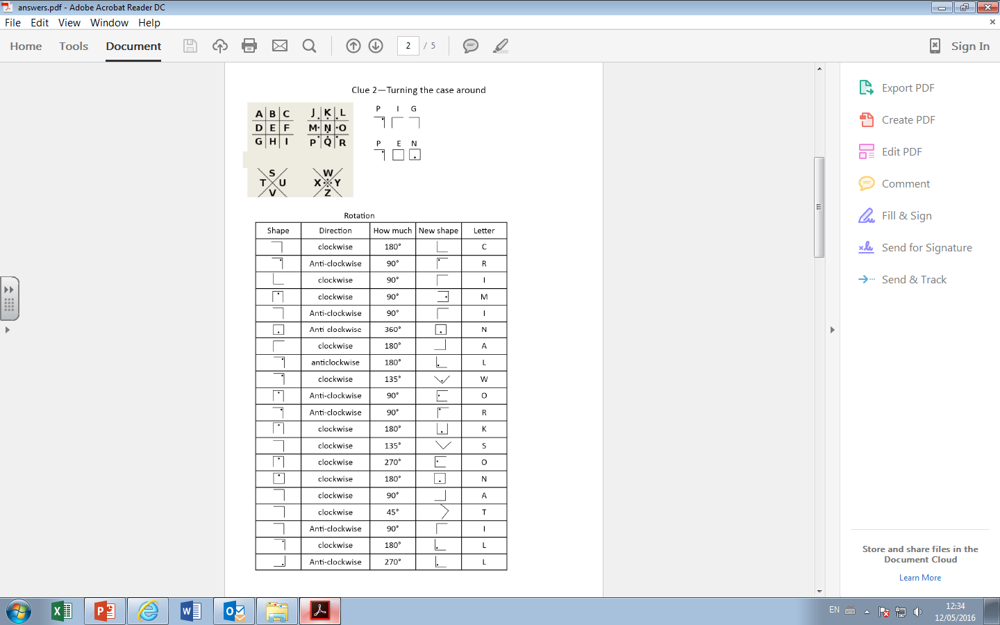 answers.pdf - Adobe Acrobat Reader DC
File Edit View Window Help
Home Tools Document 2 / 5 Sign In
Clue 2—Turning the case around
A B C J K L
D E F M N O
G H I P Q R
S W
T U X Y
V Z
P I G
P E N
Rotation
Shape Direction How much New shape Letter
clockwise 180° C
Anti-clockwise 90° R
clockwise 90° I
clockwise 90° M
Anti-clockwise 90° I
Anti clockwise 360° N
clockwise 180° A
anticlockwise 180° L
clockwise 135° W
Anti-clockwise 90° O
Anti-clockwise 90° R
clockwise 180° K
clockwise 135° S
clockwise 270° O
clockwise 180° N
clockwise 90° A
clockwise 45° T
Anti-clockwise 90° I
clockwise 180° L
Anti-clockwise 270° L
Export PDF
Create PDF
Edit PDF
Comment
Fill & Sign
Send for Signature
Send & Track
Store and share files in the
Document Cloud
Learn More
EN 12:34
12/05/2016